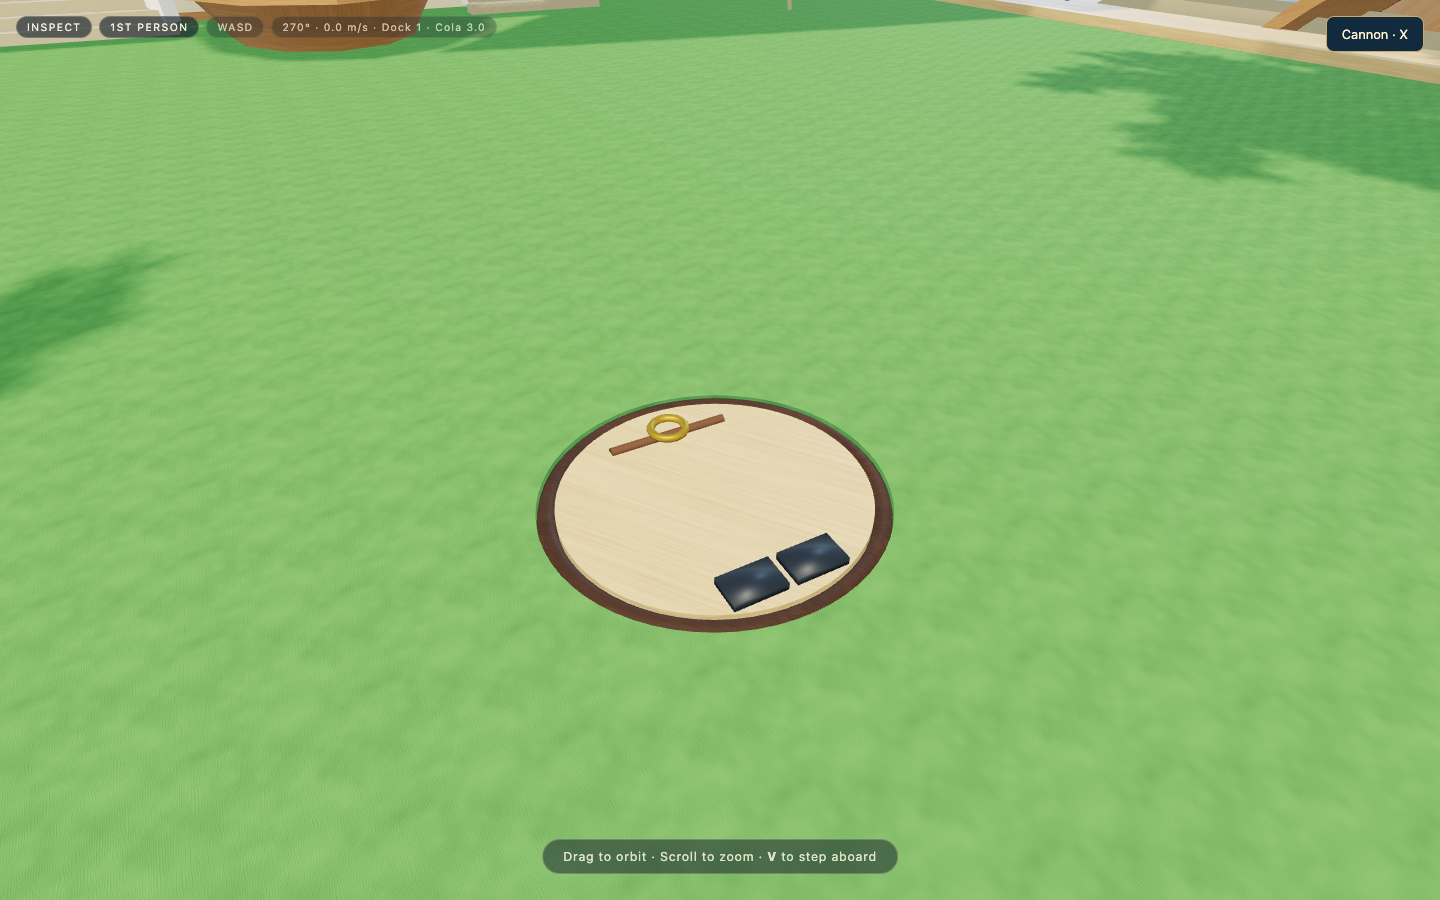 INSPECT 1ST PERSON WASD 270° · 0.0 m/s · Dock 1 · Cola 3.0
Cannon · X
Drag to orbit · Scroll to zoom · V to step aboard